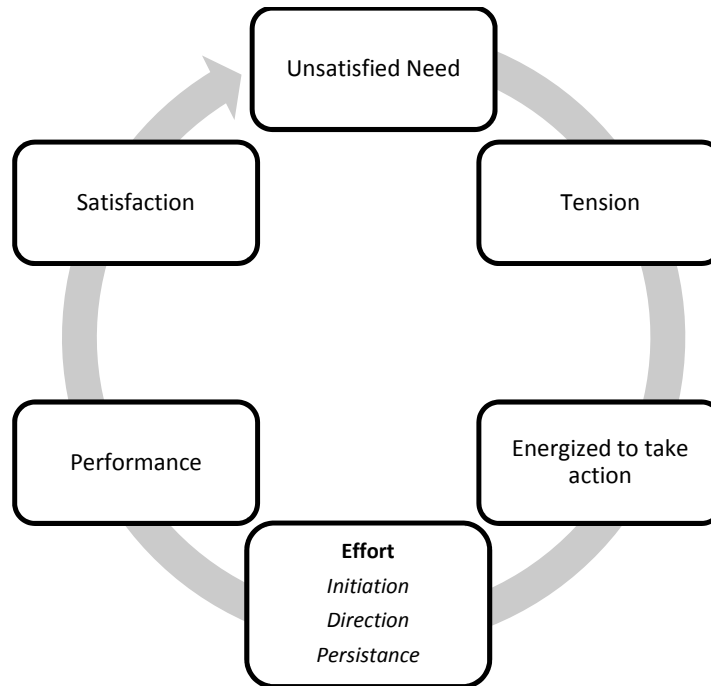 Unsatisfied Need
Tension
Energized to take
action
Effort
Initiation
Direction
Persistance
Performance
Satisfaction